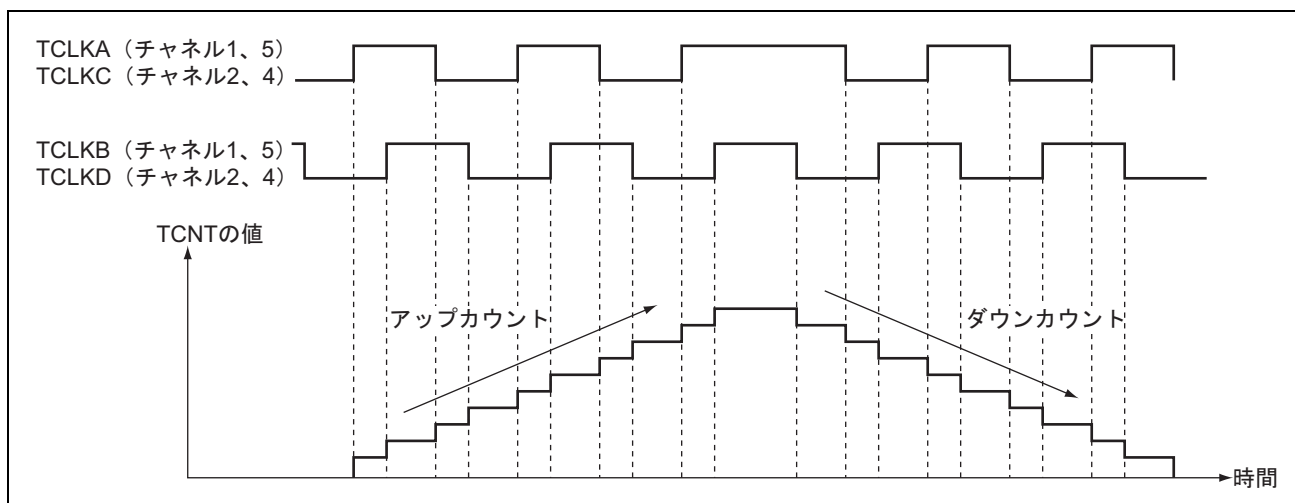 TCLKA（チャネル1、5）
TCLKC（チャネル2、4）
TCLKB（チャネル1、5）
TCLKD（チャネル2、4）
TCNTの値
アップカウント
ダウンカウント
時間